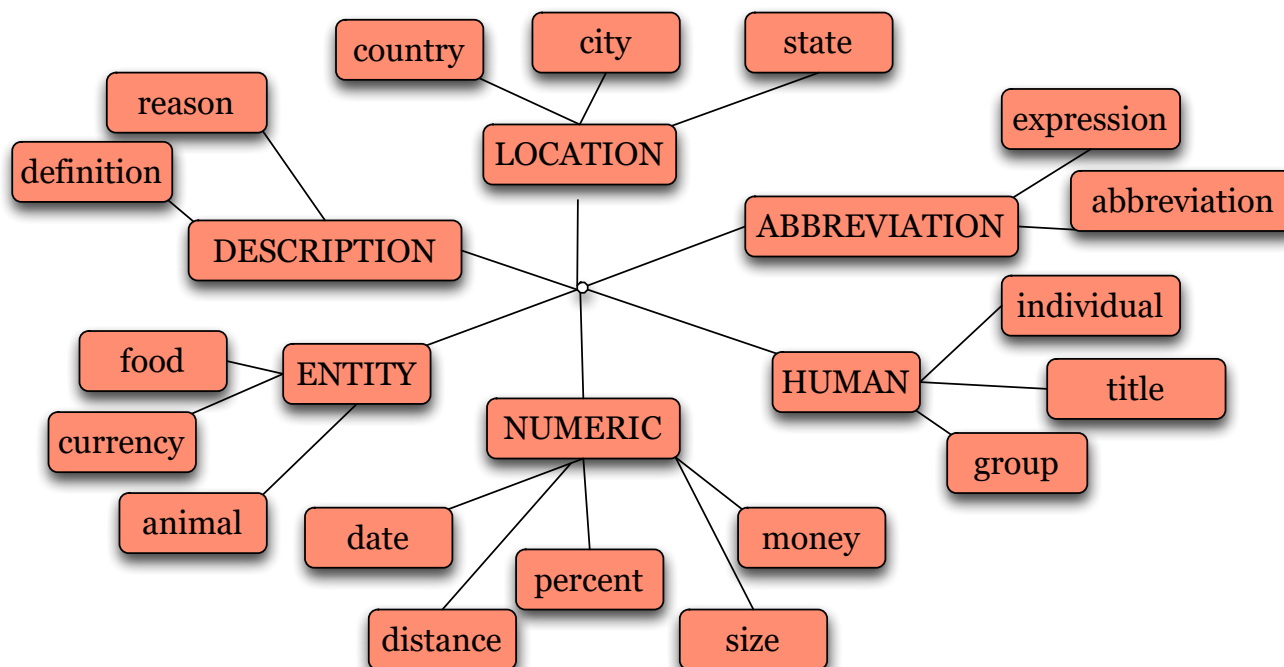 country
city
state
reason
expression
LOCATION
definition
abbreviation
ABBREVIATION
DESCRIPTION
individual
food
ENTITY
HUMAN
title
NUMERIC
currency
group
animal
date
money
percent
distance
size